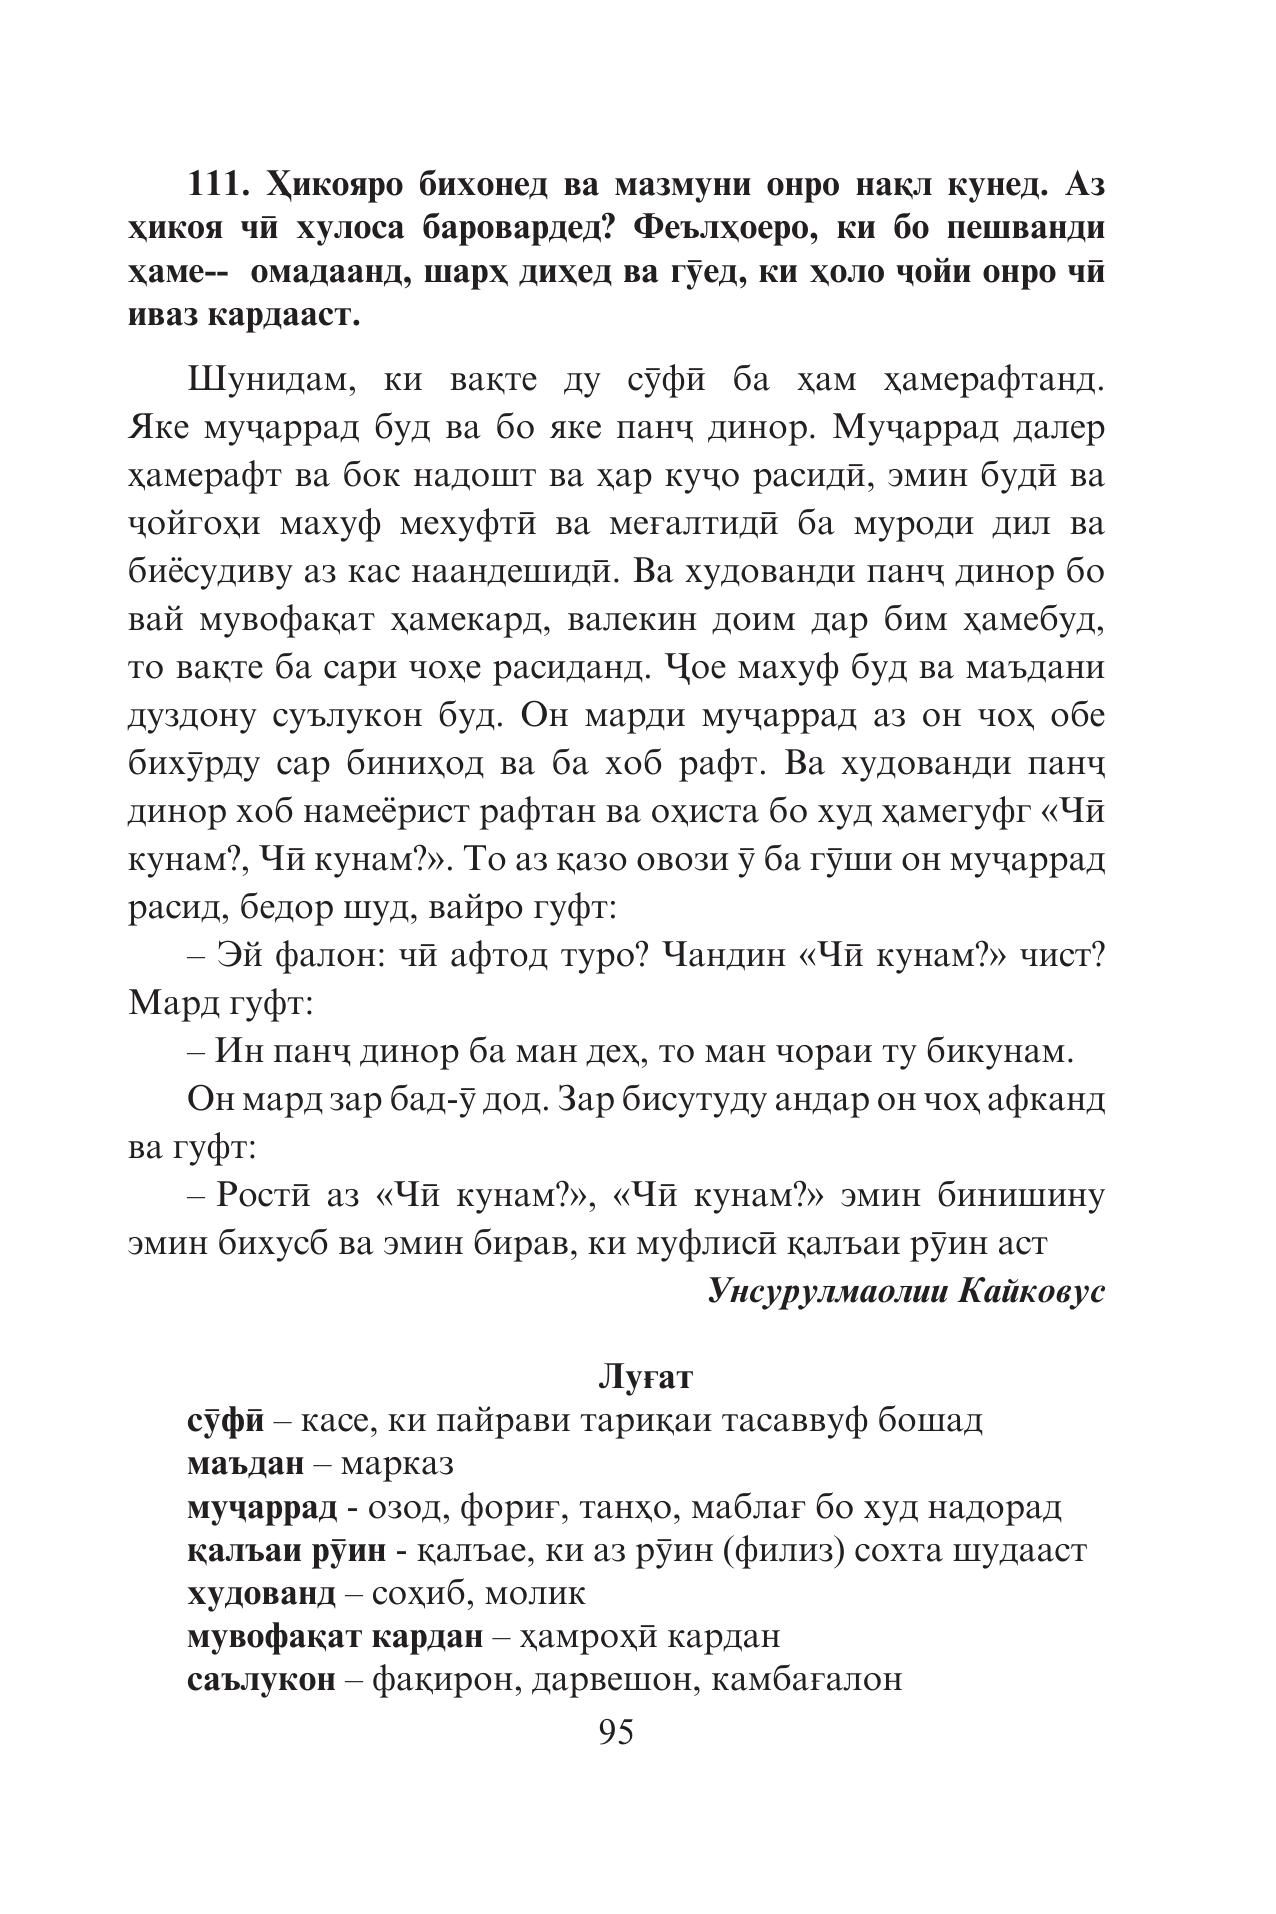 111. Ҳикояро бихонед ва мазмуни онро нақл кунед. Аз
ҳикоя чӣ хулоса баровардед? Феълҳоеро, ки бо пешванди
ҳаме-- омадаанд, шарҳ диҳед ва гӯед, ки ҳоло ҷойи онро чӣ
иваз кардааст.
Шунидам, ки вақте ду сӯфӣ ба ҳам ҳамерафтанд.
Яке муҷаррад буд ва бо яке панҷ динор. Муҷаррад далер
ҳамерафт ва бок надошт ва ҳар куҷо расидӣ, эмин будӣ ва
ҷойгоҳи махуф мехуфтӣ ва меғалтидӣ ба муроди дил ва
биёсудиву аз кас наандешидӣ. Ва худованди панҷ динор бо
вай мувофақат ҳамекард, валекин доим дар бим ҳамебуд,
то вақте ба сари чоҳе расиданд. Ҷое махуф буд ва маъдани
дуздону суълукон буд. Он марди муҷаррад аз он чоҳ обе
бихӯрду сар биниҳод ва ба хоб рафт. Ва худованди панҷ
динор хоб намеёрист рафтан ва оҳиста бо худ ҳамегуфг «Чӣ
кунам?, Чӣ кунам?». То аз қазо овози ӯ ба гӯши он муҷаррад
расид, бедор шуд, вайро гуфт:
– Эй фалон: чӣ афтод туро? Чандин «Чӣ кунам?» чист?
Мард гуфт:
– Ин панҷ динор ба ман деҳ, то ман чораи ту бикунам.
Он мард зар бад-ӯ дод. Зар бисутуду андар он чоҳ афканд
ва гуфт:
– Ростӣ аз «Чӣ кунам?», «Чӣ кунам?» эмин бинишину
эмин бихусб ва эмин бирав, ки муфлисӣ қалъаи рӯин аст
Унсурулмаолии Кайковус
Луғат
сӯфӣ – касе, ки пайрави тариқаи тасаввуф бошад
маъдан – марказ
муҷаррад - озод, фориғ, танҳо, маблағ бо худ надорад
қалъаи рӯин - қалъае, ки аз рӯин (филиз) сохта шудааст
худованд – соҳиб, молик
мувофақат кардан – ҳамроҳӣ кардан
саълукон – фақирон, дарвешон, камбағалон
95